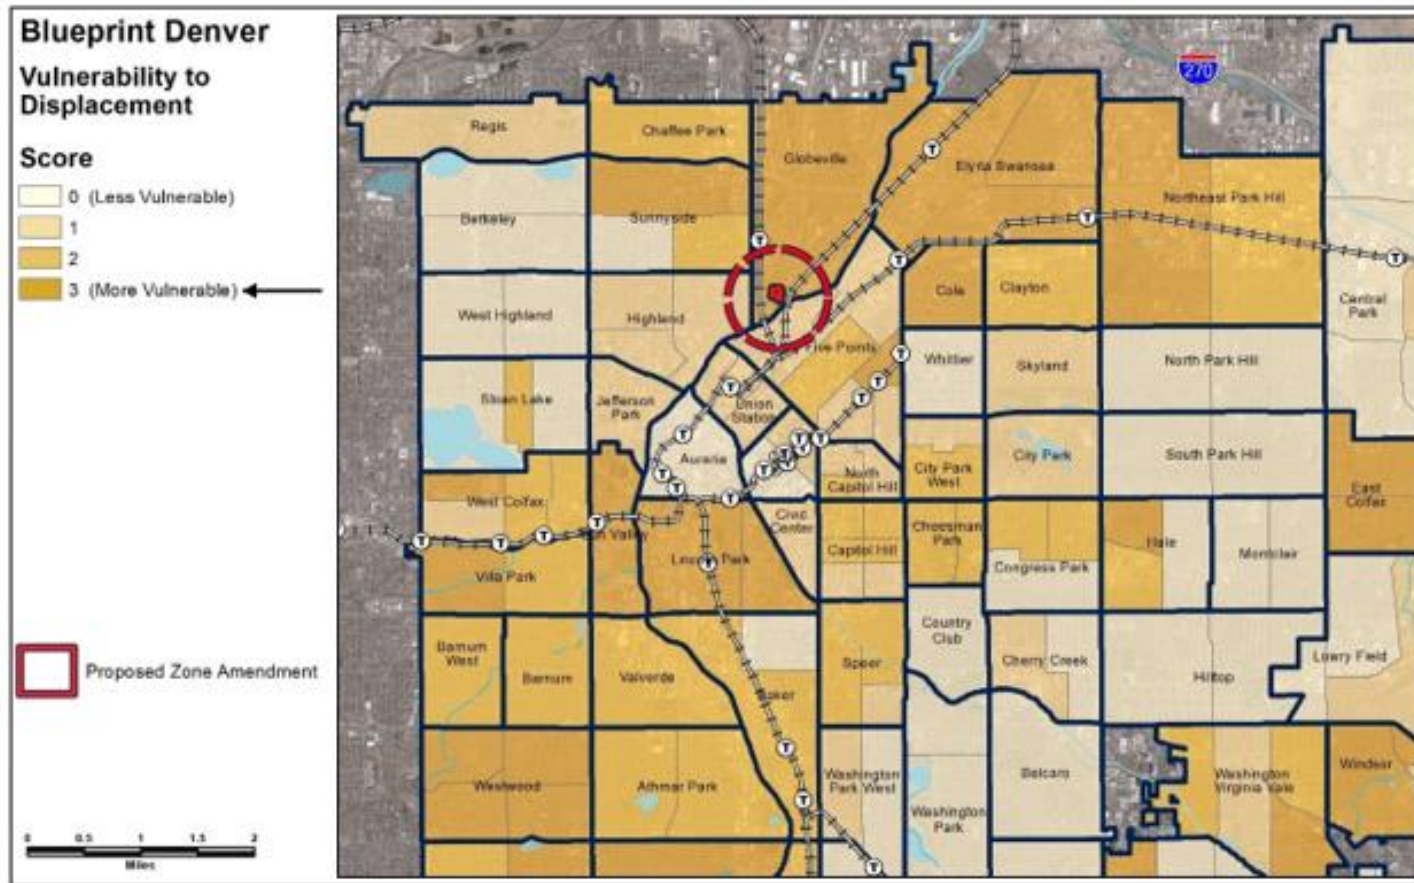 Blueprint Denver
Vulnerability to
Displacement
Score
0 (Less Vulnerable)
1
2
3 (More Vulnerable)
Proposed Zone Amendment
0 0.5 1 1.5 2
Miles
270
Regis
Chaffee Park
Globeville
Elyria Swansea
Northeast Park Hill
Berkeley
Sunnyside
Cole
Clayton
Central
Park
West Highland
Highland
Five Points
Whittier
Skyland
North Park Hill
Sloan Lake
Jefferson
Park
Union
Station
Auraria
North
Capitol Hill
City Park
West
City Park
South Park Hill
East
Colfax
West Colfax
Civic
Center
Capitol Hill
Cheesman
Park
Congress Park
Hale
Montclair
Villa Park
Lincoln Park
Barnum
West
Barnum
Valverde
Speer
Country
Club
Cherry Creek
Hilltop
Lowry Field
Westwood
Athmar Park
Washington
Park West
Washington
Park
Belcaro
Washington
Virginia Vale
Windsor
T